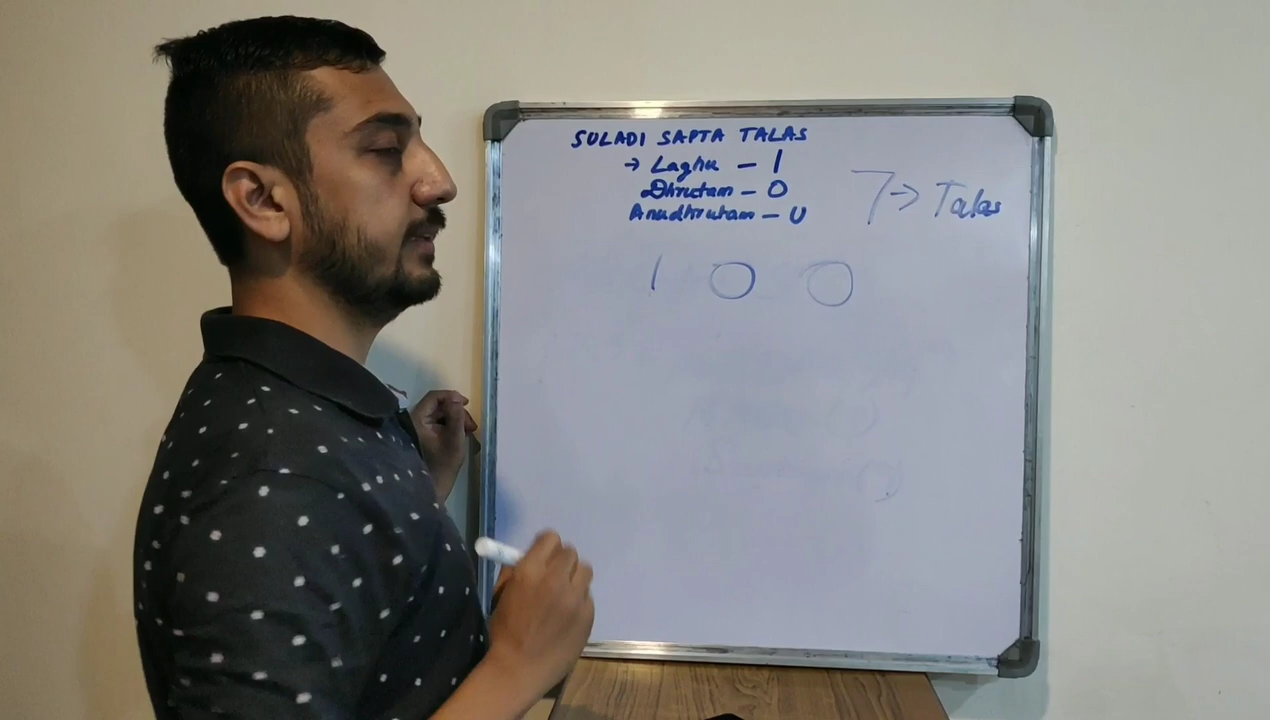 SULADI SAPTA TALAS
→ Laghu – I
Dhrutam – O
Anudhrutam – U
7 → Talas
I O O